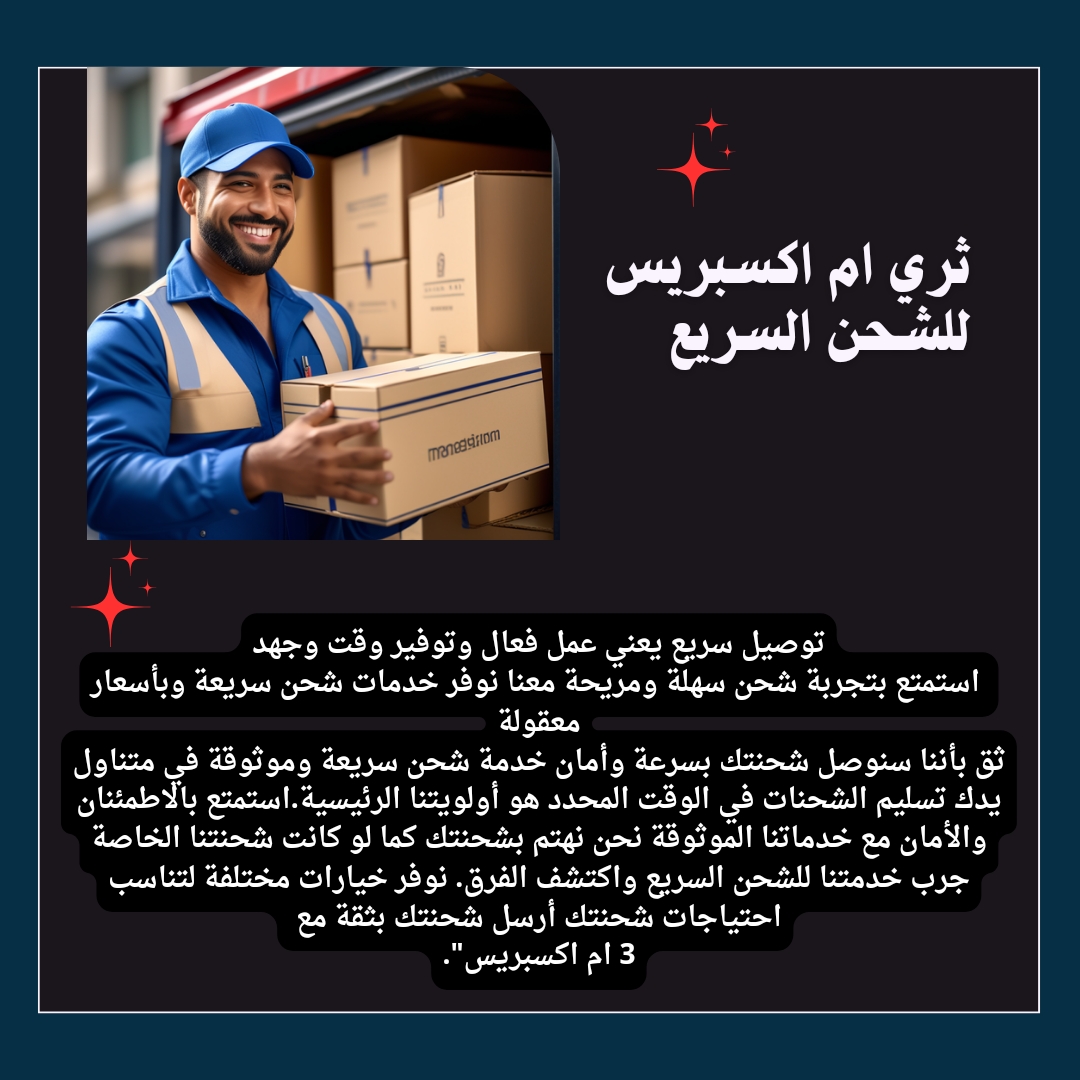 ثري ام اكسبريس
للشحن السريع
توصيل سريع يعني عمل فعال وتوفير وقت وجهد
استمتع بتجربة شحن سهلة ومريحة معنا نوفر خدمات شحن سريعة وبأسعار
معقولة
ثق بأننا سنوصل شحنتك بسرعة وأمان خدمة شحن سريعة وموثوقة في متناول
يدك تسليم الشحنات في الوقت المحدد هو أولويتنا الرئيسية.استمتع بالاطمئنان
والأمان مع خدماتنا الموثوقة نحن نهتم بشحنتك كما لو كانت شحنتنا الخاصة
جرب خدمتنا للشحن السريع واكتشف الفرق. نوفر خيارات مختلفة لتناسب
احتياجات شحنتك أرسل شحنتك بثقة مع
3 ام اكسبريس".